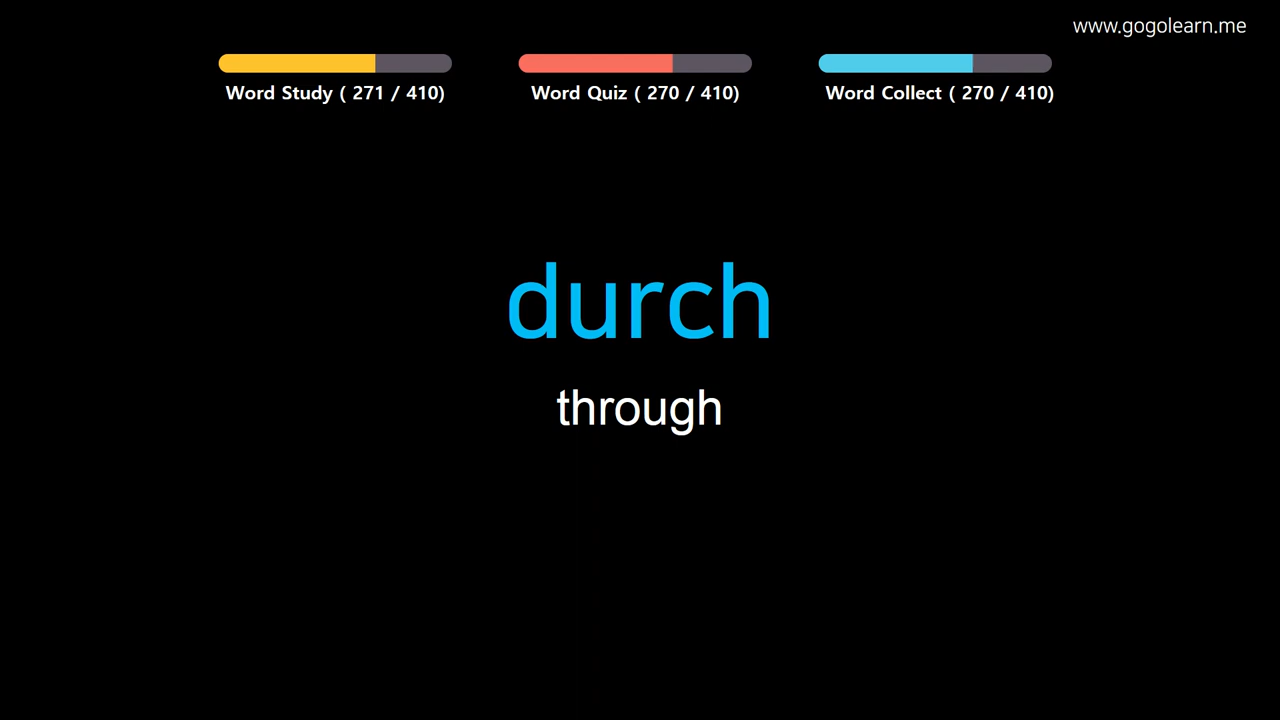 www.gogolearn.me
Word Study ( 271 / 410)
Word Quiz ( 270 / 410)
Word Collect ( 270 / 410)
durch
through